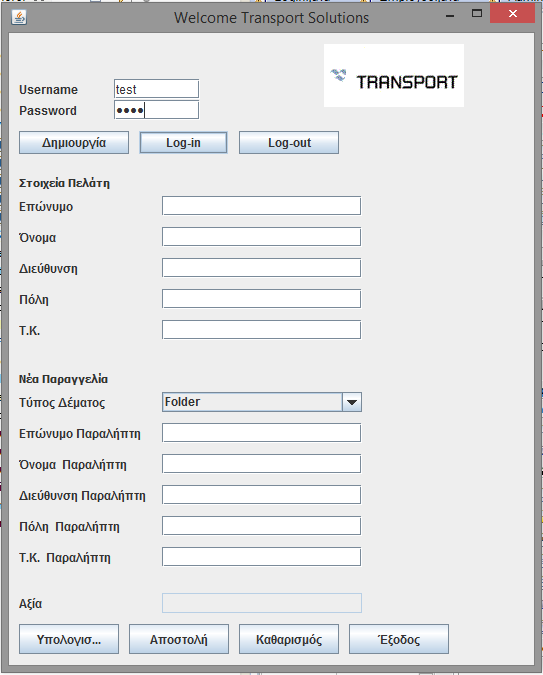 Welcome Transport Solutions
TRANSPORT
Username test
Password ••••
Δημιουργία Log-in Log-out
Στοιχεία Πελάτη
Επώνυμο
Όνομα
Διεύθυνση
Πόλη
Τ.Κ.
Νέα Παραγγελία
Τύπος Δέματος Folder
Επώνυμο Παραλήπτη
Όνομα Παραλήπτη
Διεύθυνση Παραλήπτη
Πόλη Παραλήπτη
Τ.Κ. Παραλήπτη
Αξία
Υπολογισ... Αποστολή Καθαρισμός Έξοδος